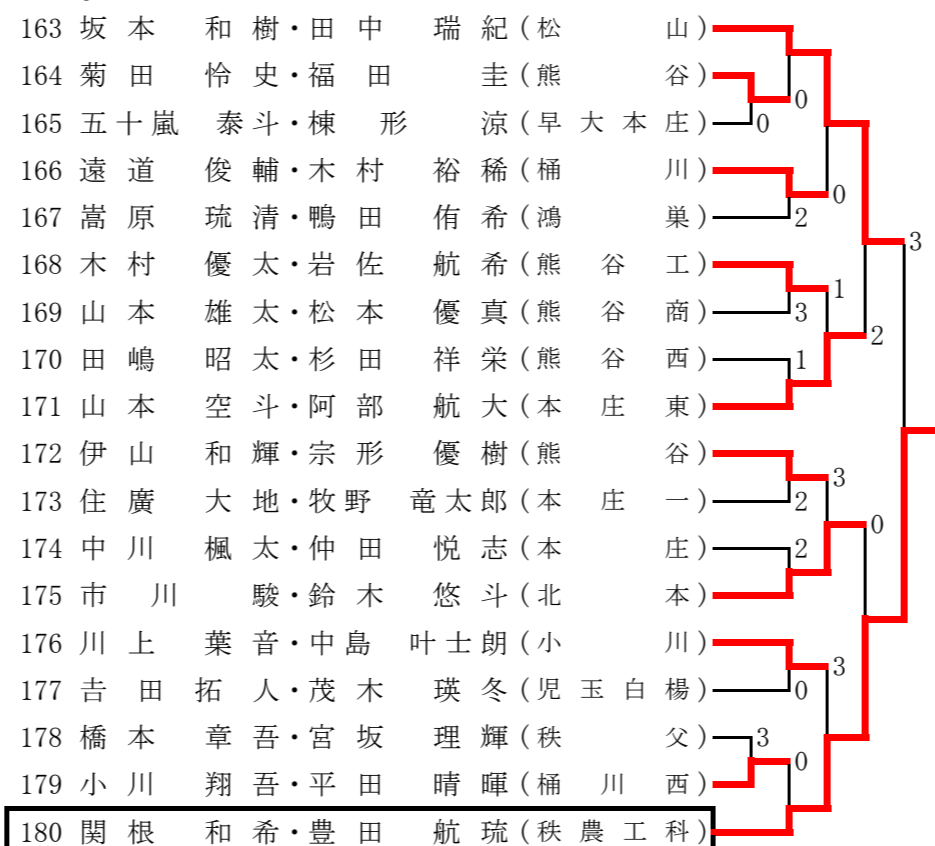 163 坂本 和樹・田中 瑞紀(松山) 
164 菊田 怜史・福田 圭(熊谷) 0
165 五十嵐 泰斗・棟形 涼(早大本庄) 0
166 遠道 俊輔・木村 裕稀(桶川) 0
167 嵩原 琉清・鴨田 侑希(鴻巣) 2
3
168 木村 優太・岩佐 航希(熊谷工) 1
169 山本 雄太・松本 優真(熊谷商) 3
2
170 田嶋 昭太・杉田 祥栄(熊谷西) 1
171 山本 空斗・阿部 航大(本庄東)
172 伊山 和輝・宗形 優樹(熊谷) 3
173 住廣 大地・牧野 竜太郎(本庄一) 2
0
174 中川 楓太・仲田 悦志(本庄) 2
175 市川 駿・鈴木 悠斗(北本)
176 川上 葉音・中島 叶士朗(小川) 3
177 𠮷田 拓人・茂木 瑛冬(児玉白楊) 0
178 橋本 章吾・宮坂 理輝(秩父) 3
0
179 小川 翔吾・平田 晴暉(桶川西)
180 関根 和希・豊田 航琉(秩農工科)